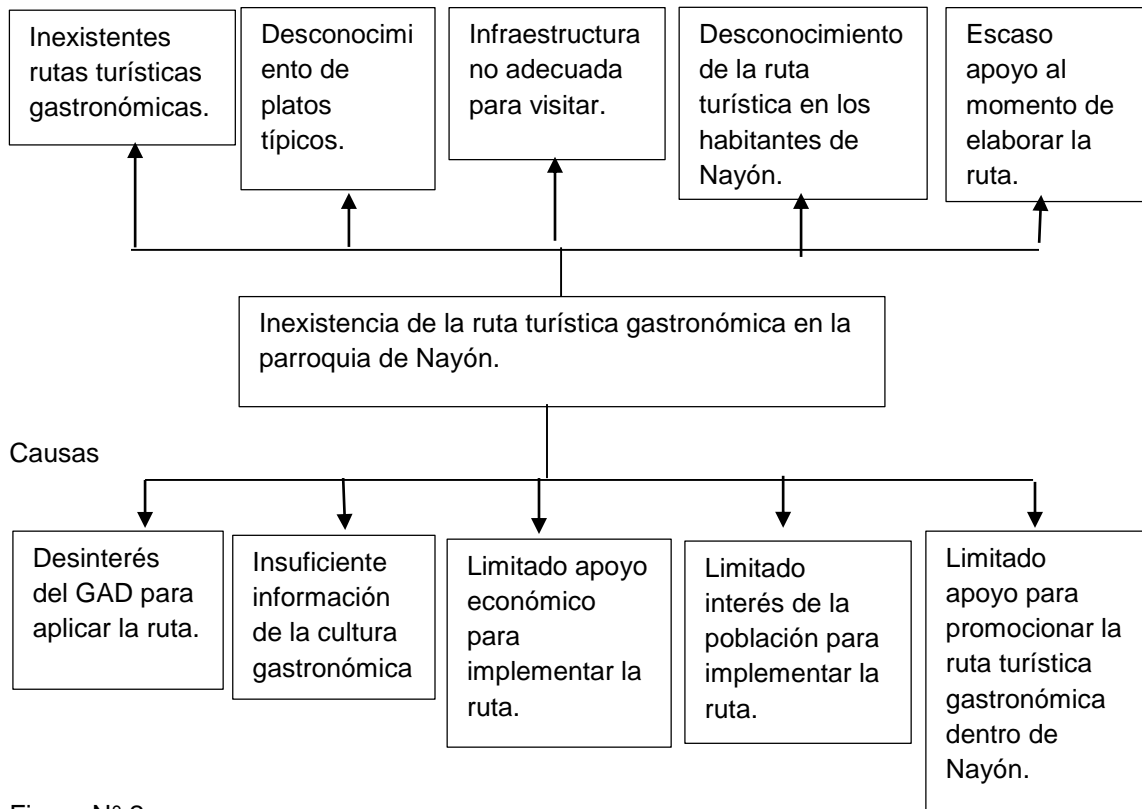 Inexistentes
rutas turísticas
gastronómicas.
Desconocimi
ento de
platos
típicos.
Infraestructura
no adecuada
para visitar.
Desconocimiento
de la ruta
turística en los
habitantes de
Nayón.
Escaso
apoyo al
momento de
elaborar la
ruta.
Inexistencia de la ruta turística gastronómica en la
parroquia de Nayón.
Causas
Desinterés
del GAD para
aplicar la ruta.
Insuficiente
información
de la cultura
gastronómica
Limitado apoyo
económico
para
implementar la
ruta.
Limitado
interés de la
población para
implementar la
ruta.
Limitado
apoyo para
promocionar la
ruta turística
gastronómica
dentro de
Nayón.